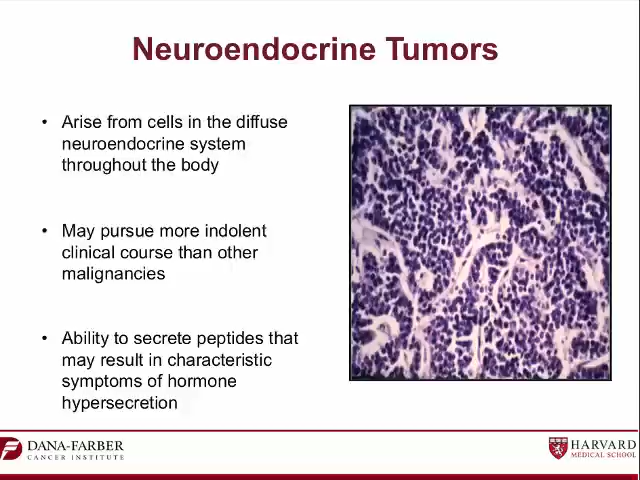 Neuroendocrine Tumors
• Arise from cells in the diffuse
neuroendocrine system
throughout the body
• May pursue more indolent
clinical course than other
malignancies
• Ability to secrete peptides that
may result in characteristic
symptoms of hormone
hypersecretion
DANA-FARBER
CANCER INSTITUTE
HARVARD
MEDICAL SCHOOL